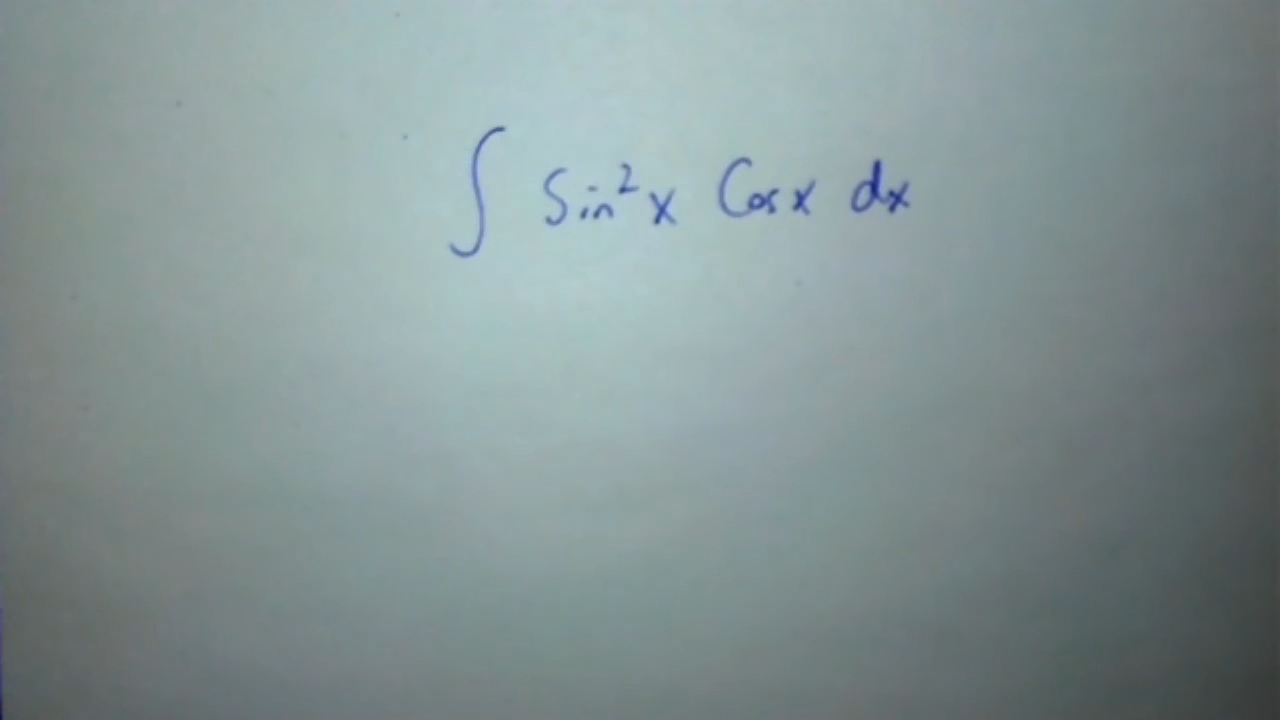 ∫ Sin²x Cosx dx